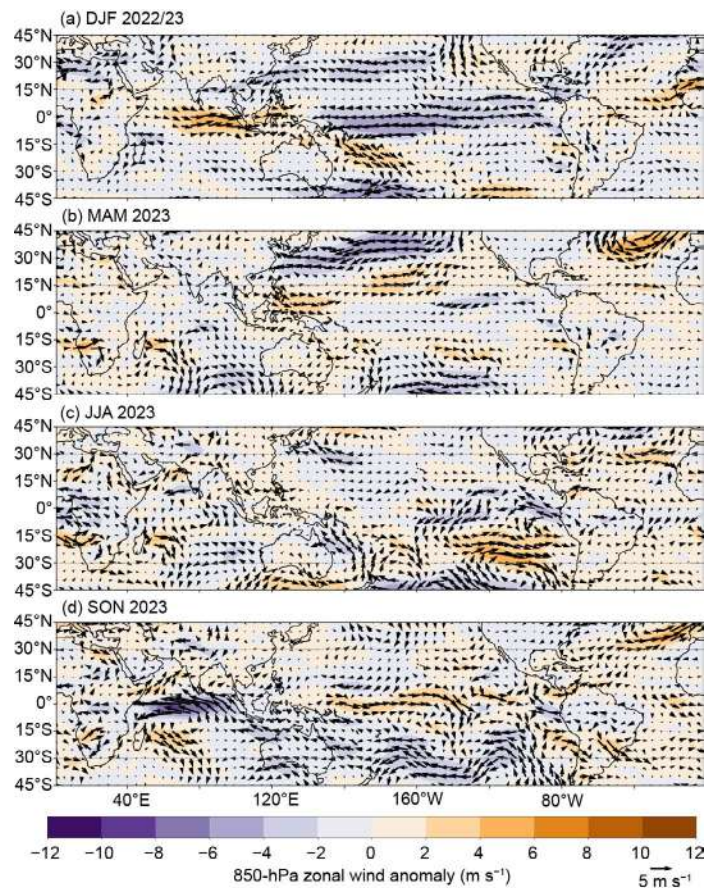 (a) DJF 2022/23
45°N
30°N
15°N
0°
15°S
30°S
45°S
(b) MAM 2023
45°N
30°N
15°N
0°
15°S
30°S
45°S
(c) JJA 2023
45°N
30°N
15°N
0°
15°S
30°S
45°S
(d) SON 2023
45°N
30°N
15°N
0°
15°S
30°S
45°S
40°E 120°E 160°W 80°W
−12 −10 −8 −6 −4 −2 0 2 4 6 8 10 12
850-hPa zonal wind anomaly (m s⁻¹) 5 m s⁻¹